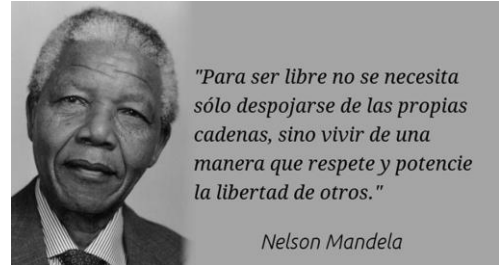 "Para ser libre no se necesita
sólo despojarse de las propias
cadenas, sino vivir de una
manera que respete y potencie
la libertad de otros."
Nelson Mandela